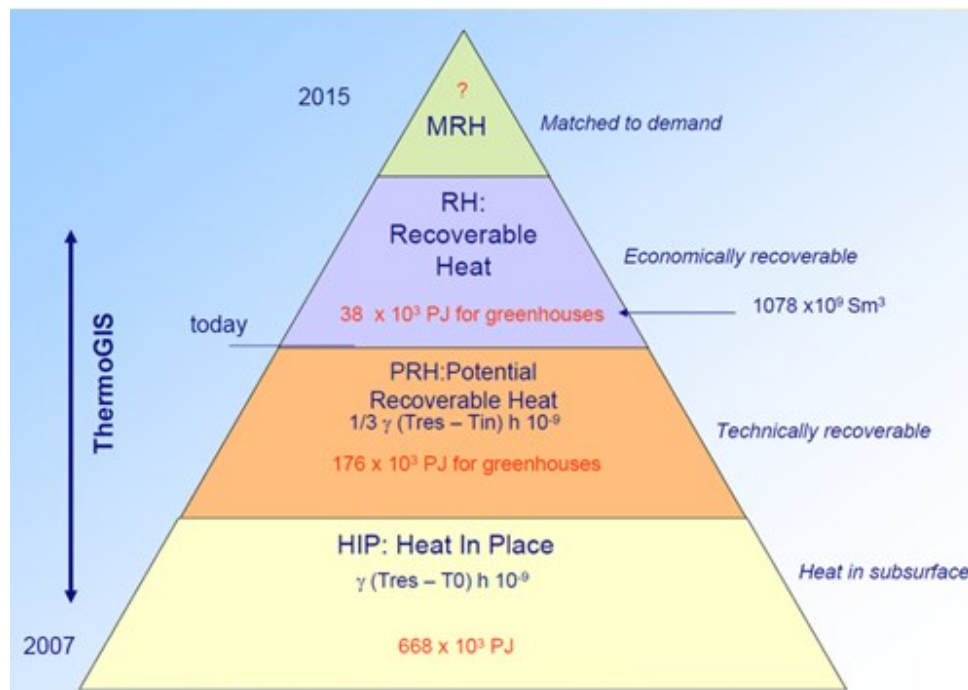 2015
?
MRH
Matched to demand
RH:
Recoverable
Heat
Economically recoverable
38 x 10³ PJ for greenhouses
1078 x10⁹ Sm³
today
ThermoGIS
PRH:Potential
Recoverable Heat
1/3 γ (Tres – Tin) h 10⁻⁹
Technically recoverable
176 x 10³ PJ for greenhouses
HIP: Heat In Place
γ (Tres – T0) h 10⁻⁹
Heat in subsurface
2007
668 x 10³ PJ